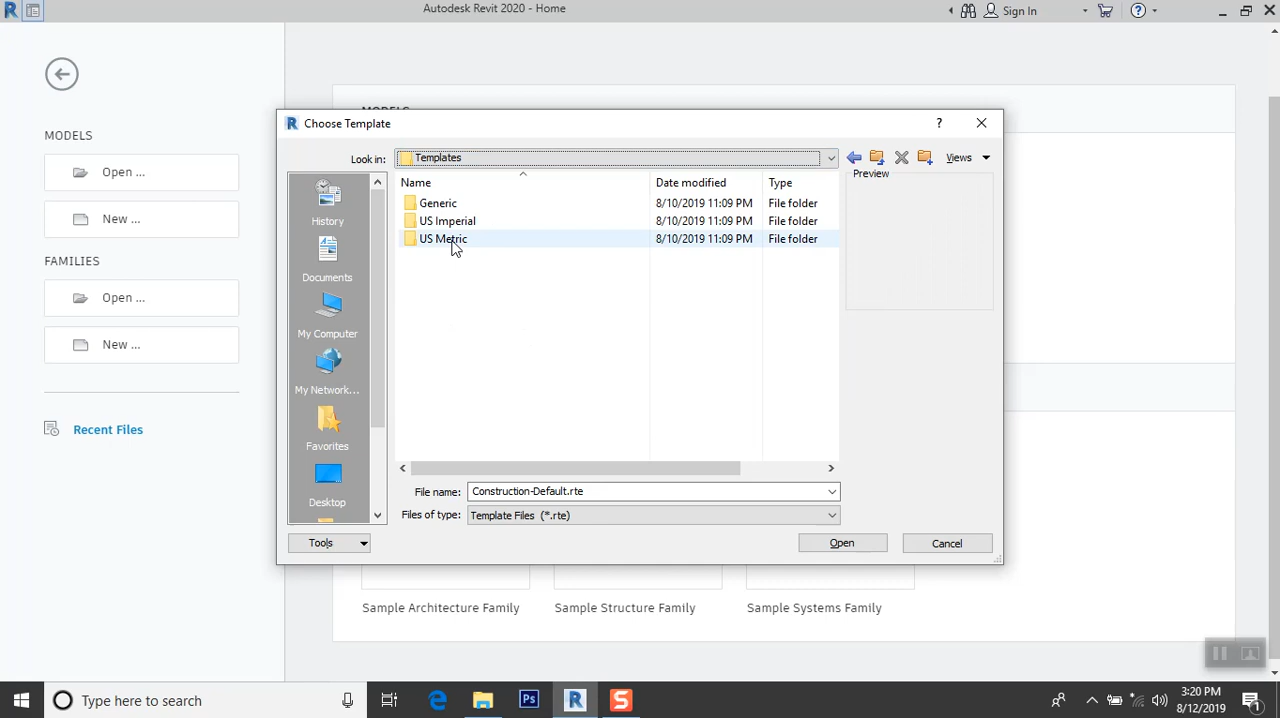 Autodesk Revit 2020 - Home
Sign In
MODELS
Open ...
New ...
FAMILIES
Open ...
New ...
Recent Files
Choose Template
Look in:
Templates
Views
Name
Date modified
Type
Preview
Generic
8/10/2019 11:09 PM
File folder
US Imperial
8/10/2019 11:09 PM
File folder
US Metric
8/10/2019 11:09 PM
File folder
History
Documents
My Computer
My Network...
Favorites
Desktop
File name:
Construction-Default.rte
Files of type:
Template Files (*.rte)
Tools
Open
Cancel
Sample Architecture Family
Sample Structure Family
Sample Systems Family
Type here to search
Ps
R
S
3:20 PM
8/12/2019
1